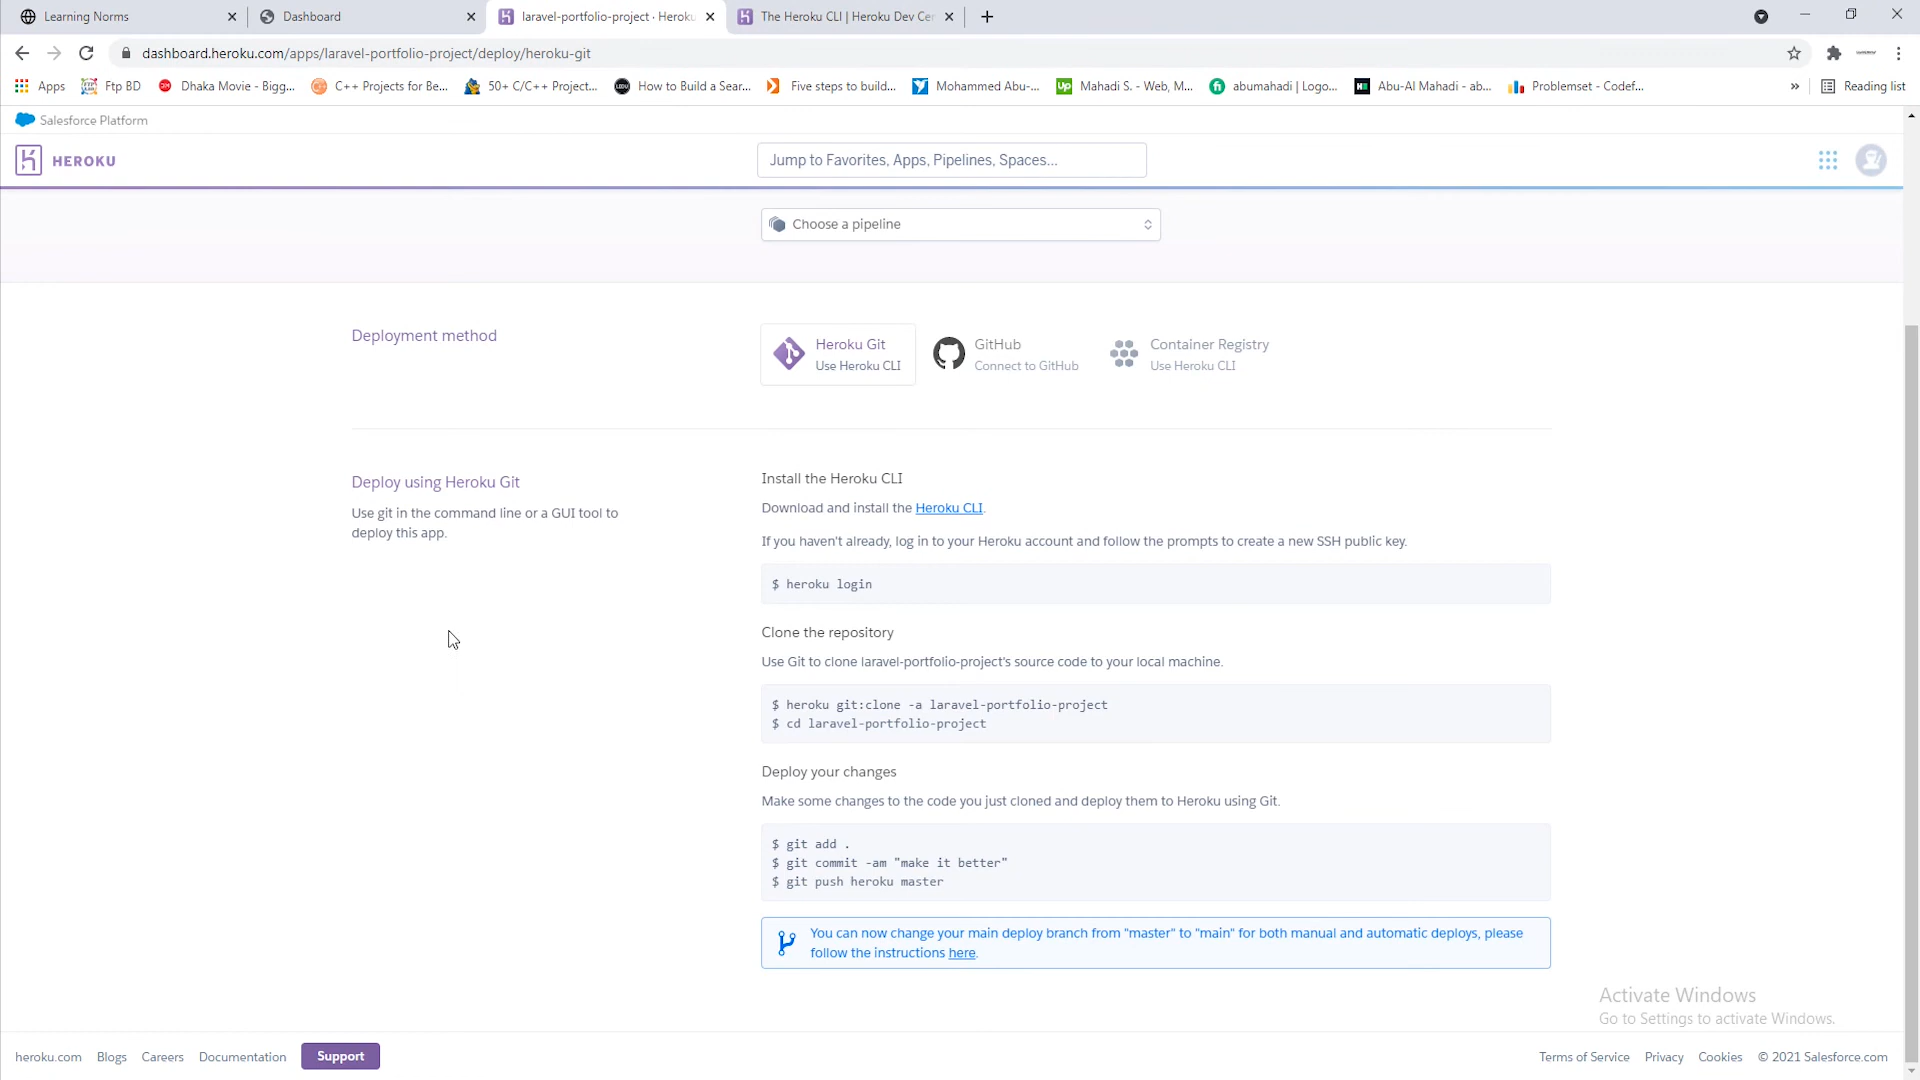 Learning Norms
Dashboard
laravel-portfolio-project · Heroku
The Heroku CLI | Heroku Dev Cen
dashboard.heroku.com/apps/laravel-portfolio-project/deploy/heroku-git
Apps
Ftp BD
Dhaka Movie - Bigg...
C++ Projects for Be...
50+ C/C++ Project...
How to Build a Sear...
Five steps to build...
Mohammed Abu-...
Mahadi S. - Web, M...
abumahadi | Logo...
Abu-Al Mahadi - ab...
Problemset - Codef...
»
Reading list
Salesforce Platform
HEROKU
Jump to Favorites, Apps, Pipelines, Spaces...
Choose a pipeline
Deployment method
Heroku Git
Use Heroku CLI
GitHub
Connect to GitHub
Container Registry
Use Heroku CLI
Deploy using Heroku Git
Use git in the command line or a GUI tool to
deploy this app.
Install the Heroku CLI
Download and install the Heroku CLI.
If you haven't already, log in to your Heroku account and follow the prompts to create a new SSH public key.
$ heroku login
Clone the repository
Use Git to clone laravel-portfolio-project's source code to your local machine.
$ heroku git:clone -a laravel-portfolio-project
$ cd laravel-portfolio-project
Deploy your changes
Make some changes to the code you just cloned and deploy them to Heroku using Git.
$ git add .
$ git commit -am "make it better"
$ git push heroku master
You can now change your main deploy branch from "master" to "main" for both manual and automatic deploys, please
follow the instructions here.
Activate Windows
Go to Settings to activate Windows.
heroku.com
Blogs
Careers
Documentation
Support
Terms of Service
Privacy
Cookies
© 2021 Salesforce.com